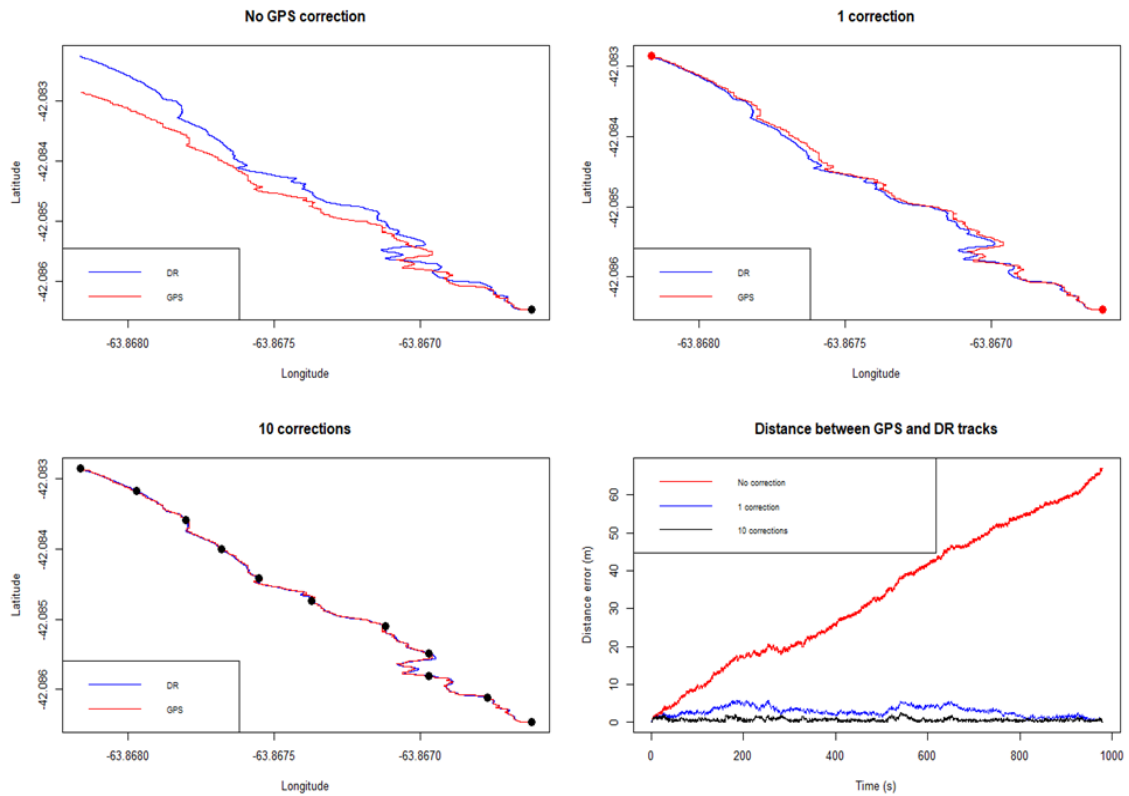 No GPS correction
Latitude
-42.083
-42.084
-42.085
-42.086
DR
GPS
-63.8680
-63.8675
-63.8670
Longitude
1 correction
Latitude
-42.083
-42.084
-42.085
-42.086
DR
GPS
-63.8680
-63.8675
-63.8670
Longitude
10 corrections
Latitude
-42.083
-42.084
-42.085
-42.086
DR
GPS
-63.8680
-63.8675
-63.8670
Longitude
Distance between GPS and DR tracks
Distance error (m)
60
50
40
30
20
10
0
No correction
1 correction
10 corrections
0
200
400
600
800
1000
Time (s)